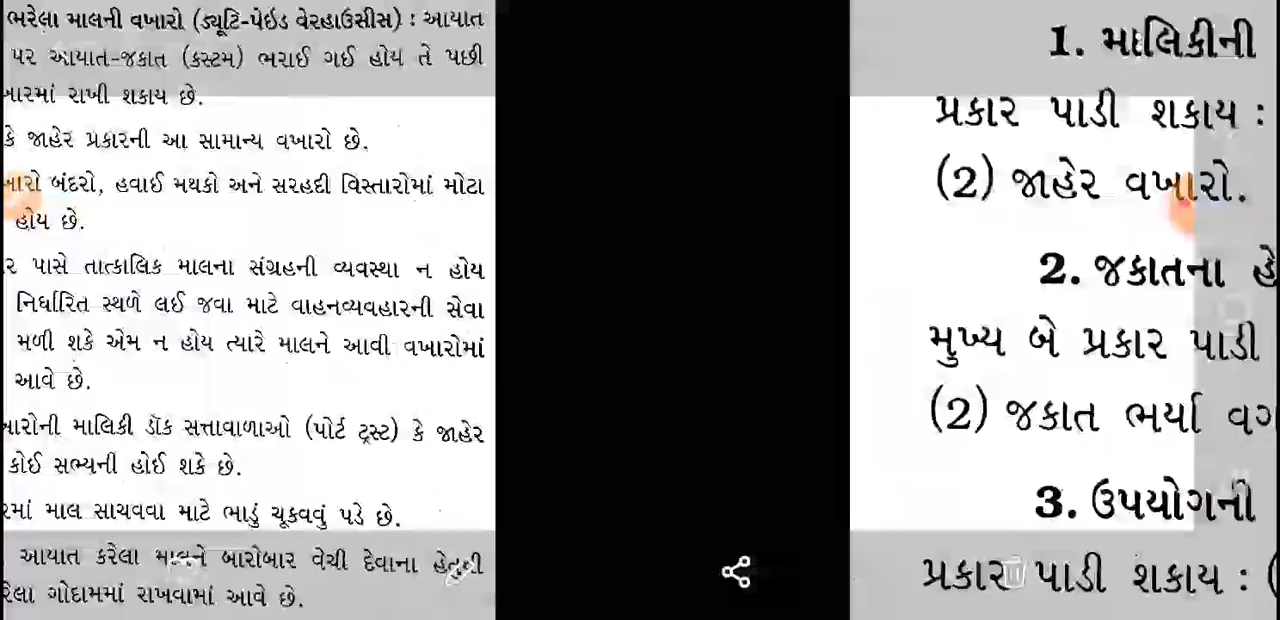 ભરેલા માલની વખારો (ડ્યૂટિ-પેઇડ વેરહાઉસીસ) : આયાત
પર આયાત-જકાત (કસ્ટમ) ભરાઈ ગઈ હોય તે પછી
ખારમાં રાખી શકાય છે.
કે જાહેર પ્રકારની આ સામાન્ય વખારો છે.
ખારો બંદરો, હવાઈ મથકો અને સરહદી વિસ્તારોમાં મોટા
હોય છે.
ર પાસે તાત્કાલિક માલના સંગ્રહની વ્યવસ્થા ન હોય
નિર્ધારિત સ્થળે લઈ જવા માટે વાહનવ્યવહારની સેવા
મળી શકે એમ ન હોય ત્યારે માલને આવી વખારોમાં
આવે છે.
ખારોની માલિકી ડૉક સત્તાવાળાઓ (પોર્ટ ટ્રસ્ટ) કે જાહેર
કોઈ સભ્યની હોઈ શકે છે.
રમાં માલ સાચવવા માટે ભાડું ચૂકવવું પડે છે.
આયાત કરેલા માલને બારોબાર વેચી દેવાના હેતુથી
રેલા ગોદામમાં રાખવામાં આવે છે.
1. માલિકીની
પ્રકાર પાડી શકાય :
(2) જાહેર વખારો.
2. જકાતના હે
મુખ્ય બે પ્રકાર પાડી
(2) જકાત ભર્યા વગ
3. ઉપયોગની
પ્રકાર પાડી શકાય : (